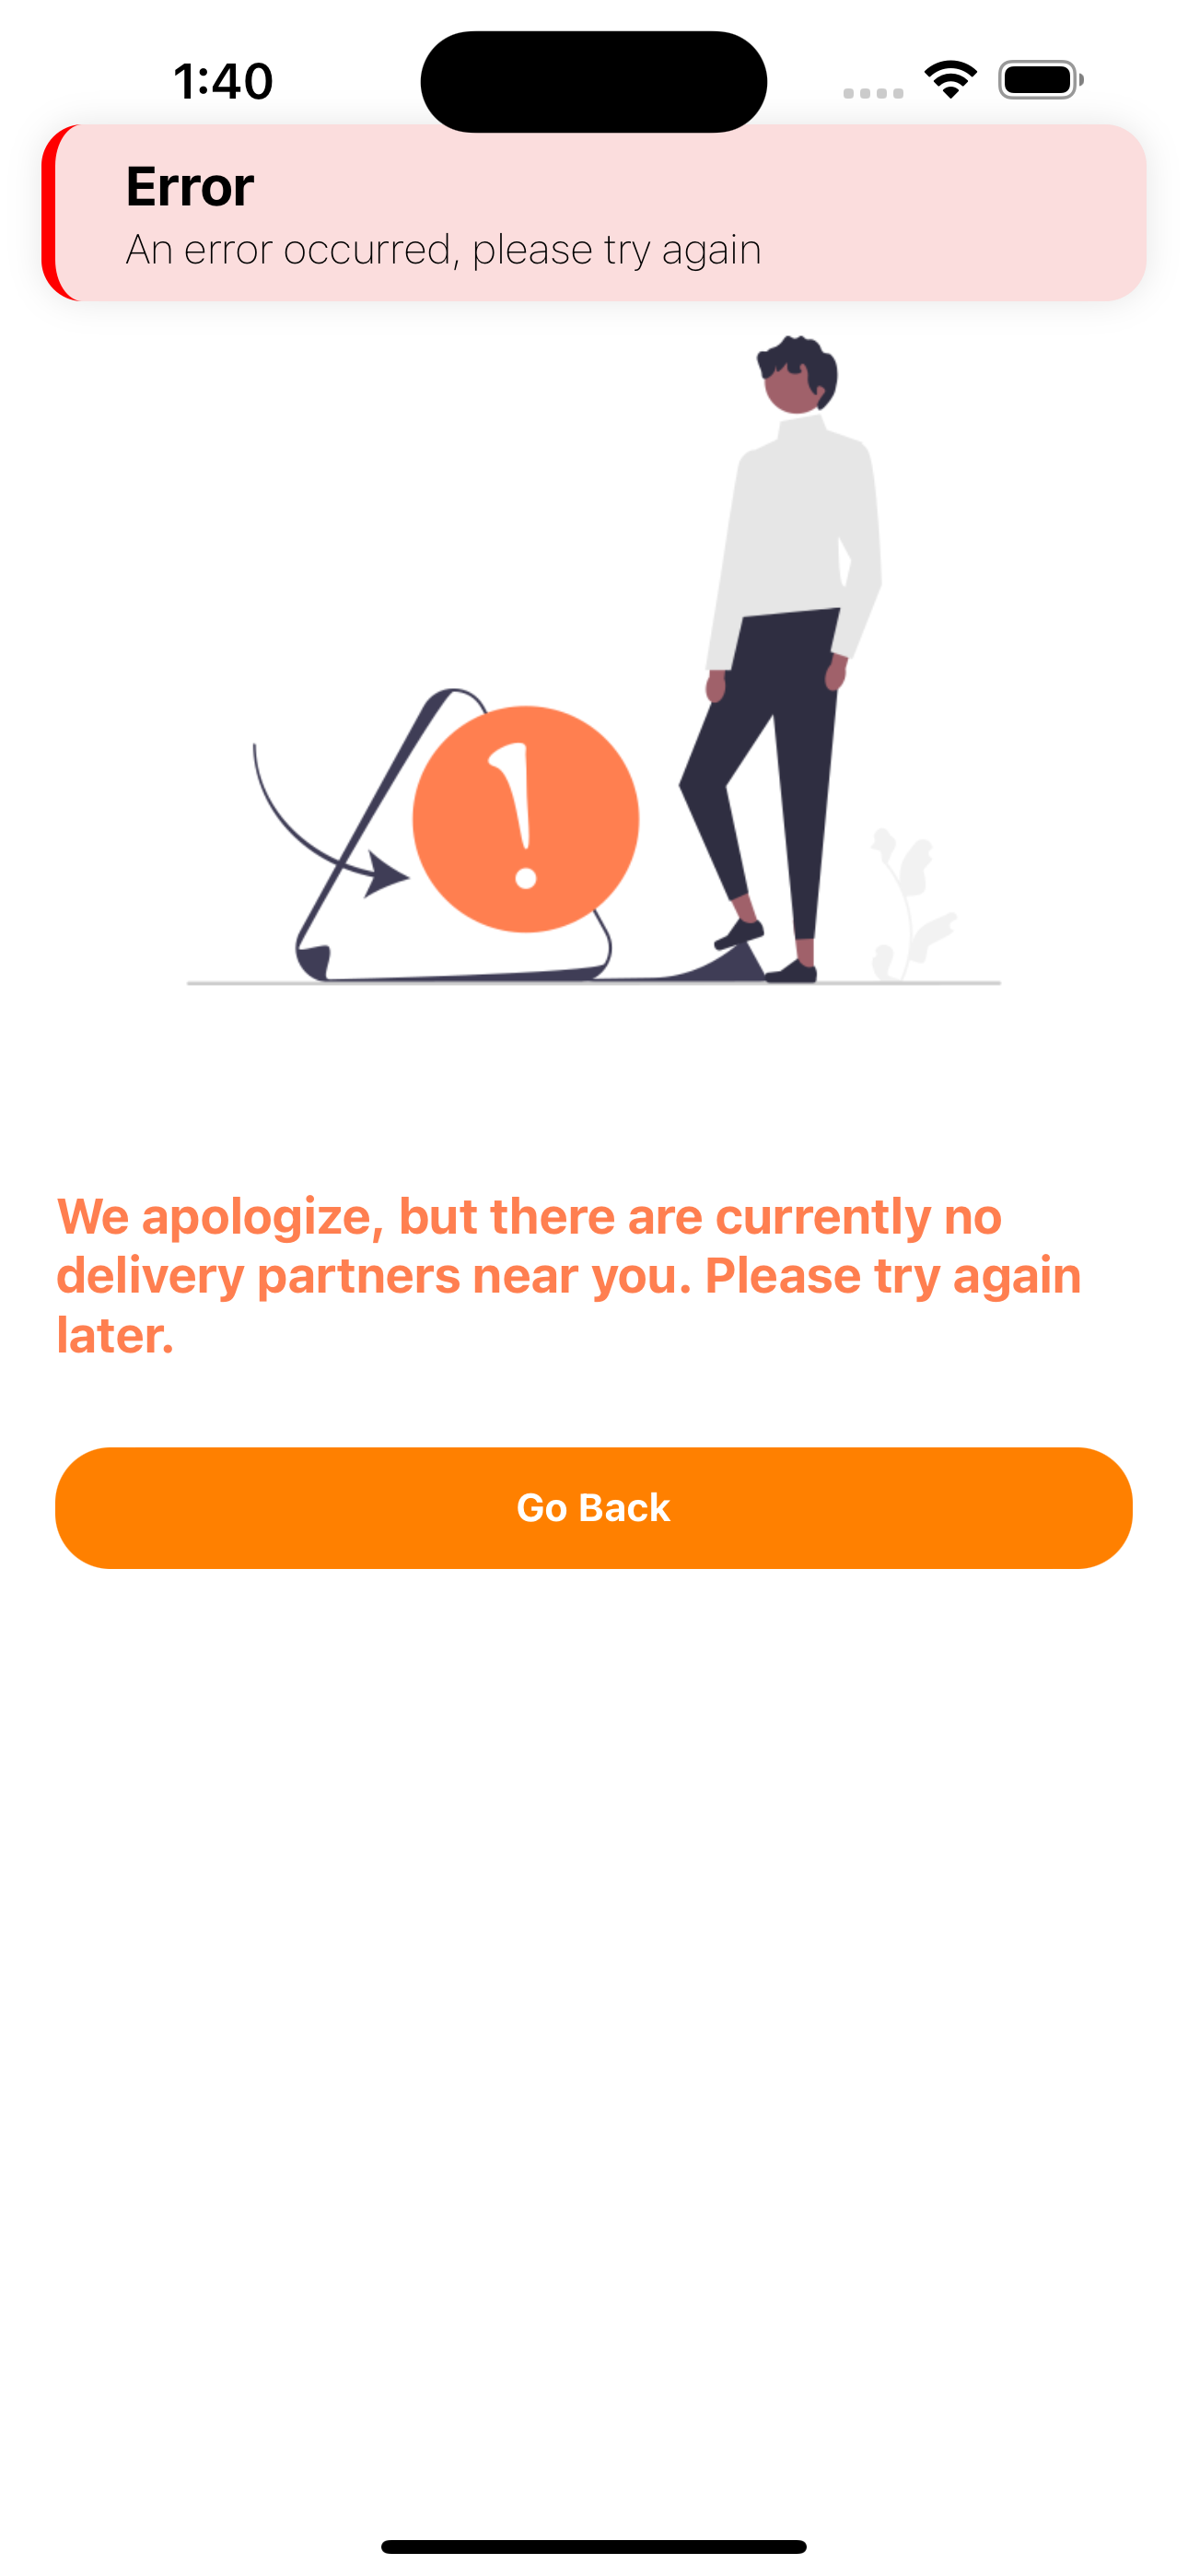 1:40
Error
An error occurred, please try again
!
We apologize, but there are currently no
delivery partners near you. Please try again
later.
Go Back